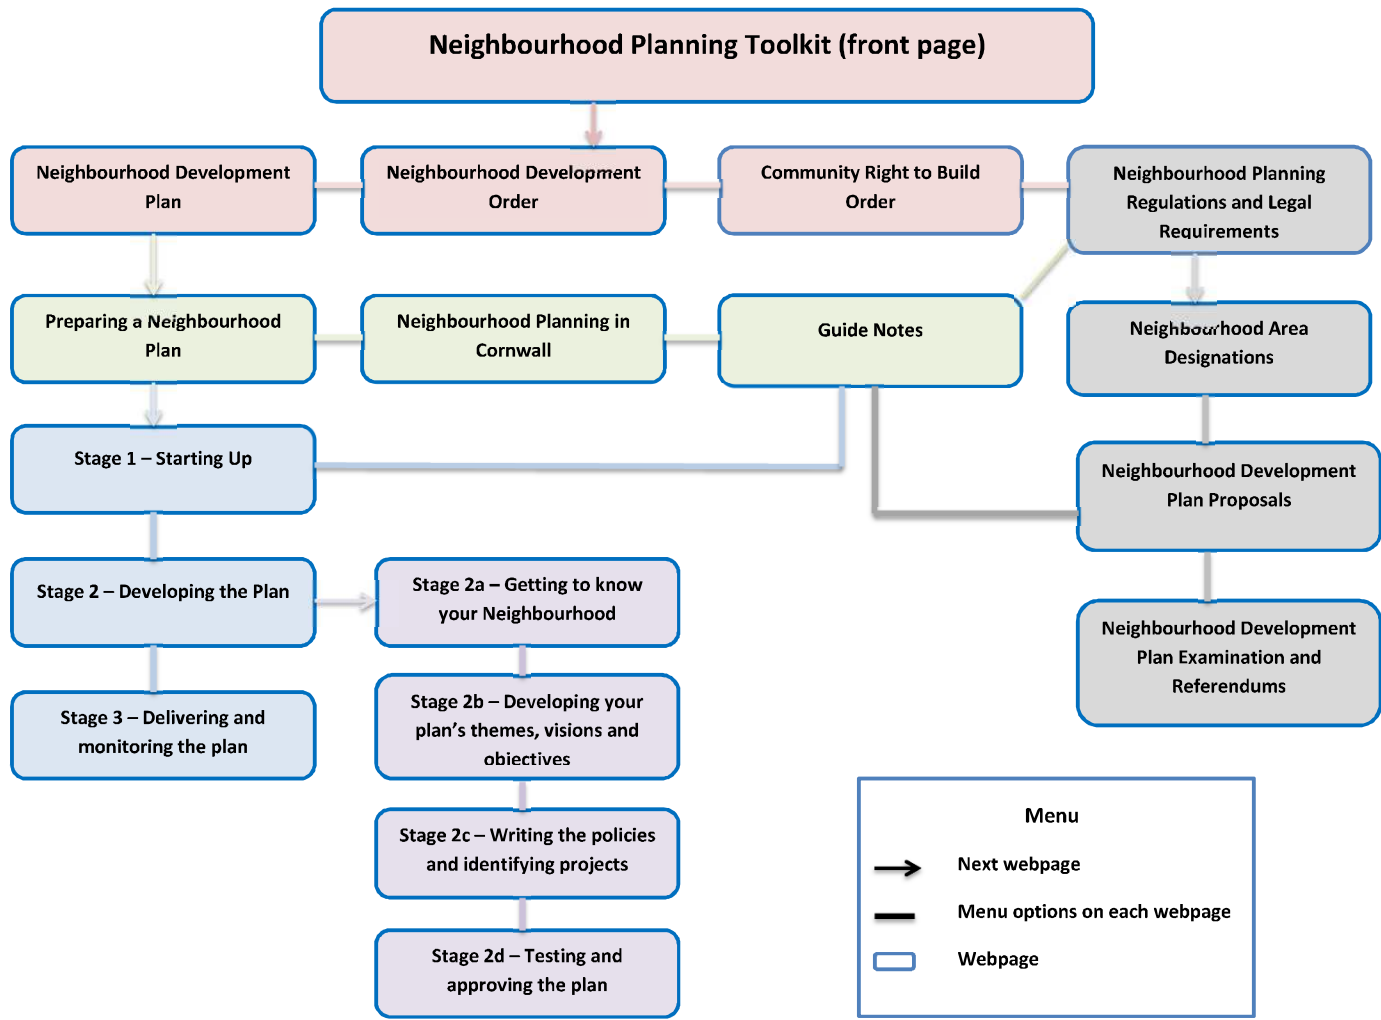 Neighbourhood Planning Toolkit (front page)
Neighbourhood Development
Plan
Neighbourhood Development
Order
Community Right to Build
Order
Neighbourhood Planning
Regulations and Legal
Requirements
Preparing a Neighbourhood
Plan
Neighbourhood Planning in
Cornwall
Guide Notes
Neighbourhood Area
Designations
Stage 1 – Starting Up
Neighbourhood Development
Plan Proposals
Stage 2 – Developing the Plan
Stage 2a – Getting to know
your Neighbourhood
Neighbourhood Development
Plan Examination and
Referendums
Stage 3 – Delivering and
monitoring the plan
Stage 2b – Developing your
plan’s themes, visions and
objectives
Stage 2c – Writing the policies
and identifying projects
Stage 2d – Testing and
approving the plan
Menu
Next webpage
Menu options on each webpage
Webpage